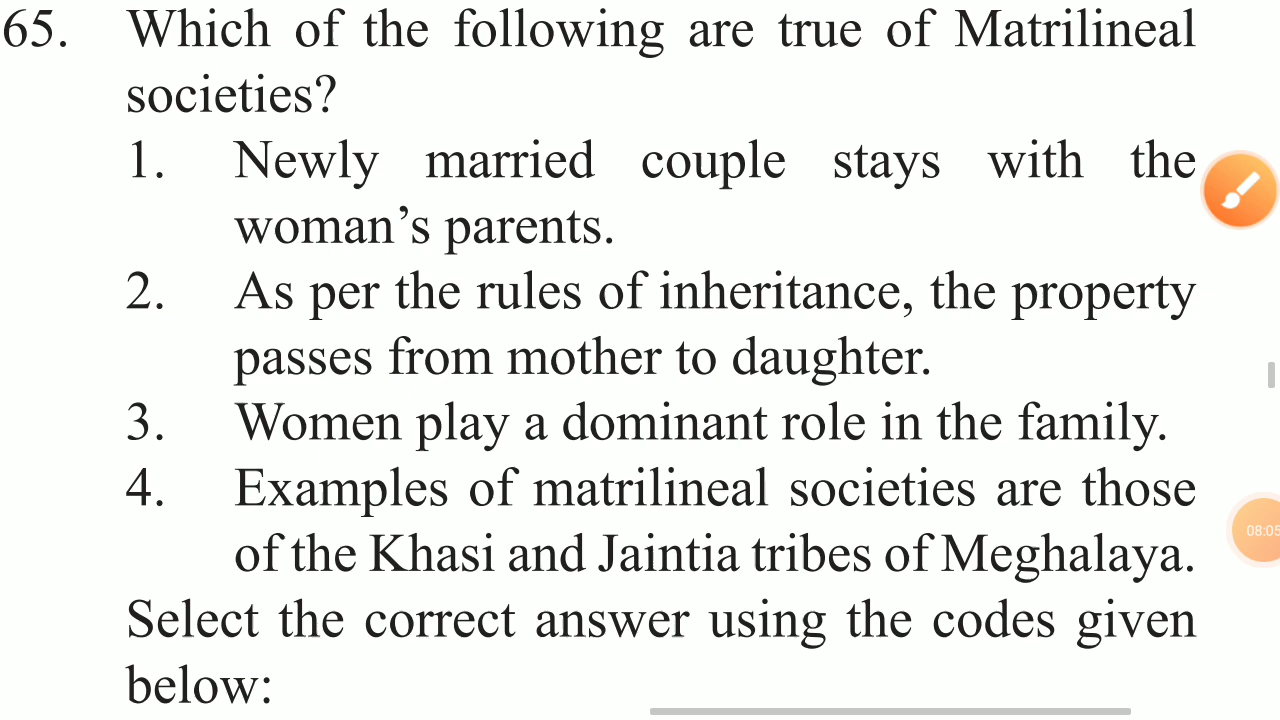 65. Which of the following are true of Matrilineal
societies?
1. Newly married couple stays with the
woman's parents.
2. As per the rules of inheritance, the property
passes from mother to daughter.
3. Women play a dominant role in the family.
4. Examples of matrilineal societies are those
of the Khasi and Jaintia tribes of Meghalaya.
Select the correct answer using the codes given
below:
08:05